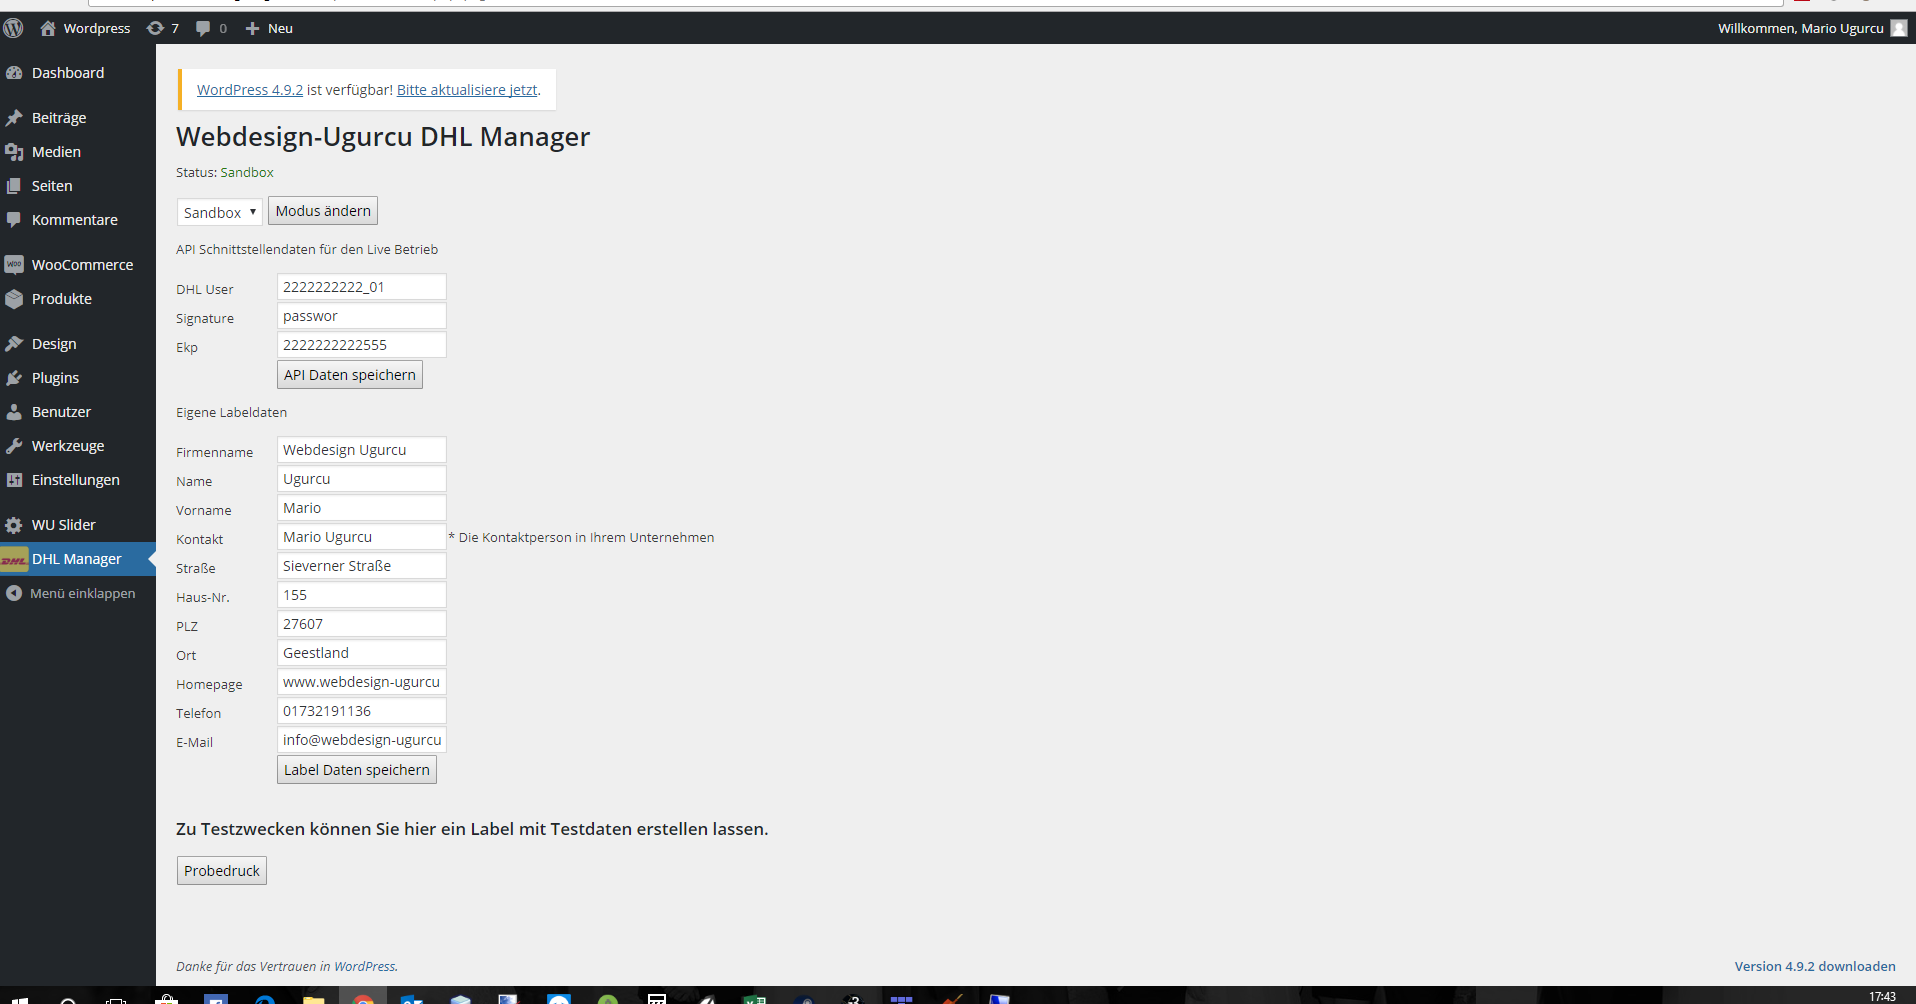 Wordpress 7 0 Neu Willkommen, Mario Ugurcu
Dashboard
Beiträge
Medien
Seiten
Kommentare
WOO WooCommerce
Produkte
Design
Plugins
Benutzer
Werkzeuge
Einstellungen
WU Slider
DHL DHL Manager
Menü einklappen
WordPress 4.9.2 ist verfügbar! Bitte aktualisiere jetzt.
Webdesign-Ugurcu DHL Manager
Status: Sandbox
Sandbox Modus ändern
API Schnittstellendaten für den Live Betrieb
DHL User 2222222222_01
Signature passwor
Ekp 2222222222555
API Daten speichern
Eigene Labeldaten
Firmenname Webdesign Ugurcu
Name Ugurcu
Vorname Mario
Kontakt Mario Ugurcu * Die Kontaktperson in Ihrem Unternehmen
Straße Sieverner Straße
Haus-Nr. 155
PLZ 27607
Ort Geestland
Homepage www.webdesign-ugurcu
Telefon 01732191136
E-Mail info@webdesign-ugurcu
Label Daten speichern
Zu Testzwecken können Sie hier ein Label mit Testdaten erstellen lassen.
Probedruck
Danke für das Vertrauen in WordPress. Version 4.9.2 downloaden
17:43